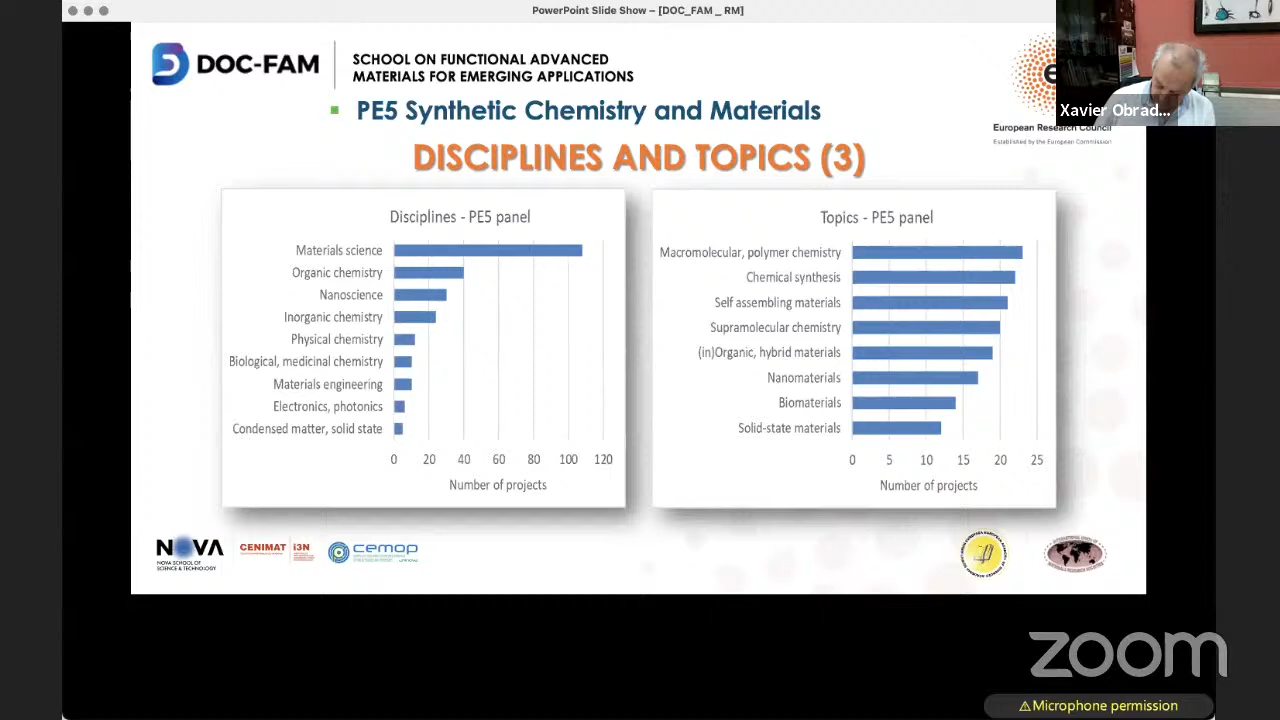 PowerPoint Slide Show – [DOC_FAM _ RM]
DOC-FAM
SCHOOL ON FUNCTIONAL ADVANCED
MATERIALS FOR EMERGING APPLICATIONS
PE5 Synthetic Chemistry and Materials
Xavier Obrad...
European Research Council
Established by the European Commission
DISCIPLINES AND TOPICS (3)
Disciplines - PE5 panel
Materials science
Organic chemistry
Nanoscience
Inorganic chemistry
Physical chemistry
Biological, medicinal chemistry
Materials engineering
Electronics, photonics
Condensed matter, solid state
0 20 40 60 80 100 120
Number of projects
Topics - PE5 panel
Macromolecular, polymer chemistry
Chemical synthesis
Self assembling materials
Supramolecular chemistry
(in)Organic, hybrid materials
Nanomaterials
Biomaterials
Solid-state materials
0 5 10 15 20 25
Number of projects
NOVA
NOVA SCHOOL OF
SCIENCE & TECHNOLOGY
CENIMAT i3N
cemop
zoom
⚠Microphone permission